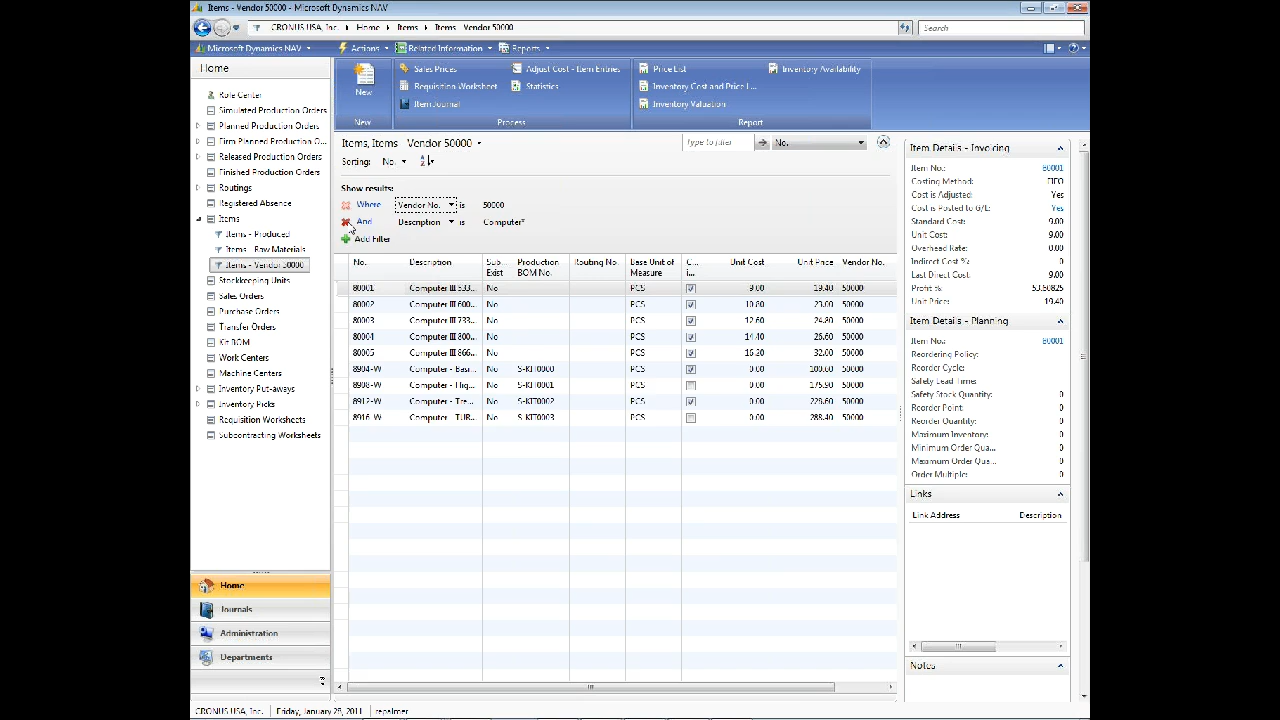 Items - Vendor 50000 - Microsoft Dynamics NAV
CRONUS USA, Inc. Home Items Items - Vendor 50000 Search
Microsoft Dynamics NAV Actions Related Information Reports
Home
Role Center
Simulated Production Orders
Planned Production Orders
Firm Planned Production O...
Released Production Orders
Finished Production Orders
Routings
Registered Absence
Items
Items - Produced
Items - Raw Materials
Items - Vendor 50000
Stockkeeping Units
Sales Orders
Purchase Orders
Transfer Orders
Kit BOM
Work Centers
Machine Centers
Inventory Put-aways
Inventory Picks
Requisition Worksheets
Subcontracting Worksheets
Home
Journals
Administration
Departments
New
New
Sales Prices
Requisition Worksheet
Item Journal
Adjust Cost - Item Entries
Statistics
Process
Price List
Inventory Cost and Price L...
Inventory Valuation
Inventory Availability
Report
Items, Items - Vendor 50000 Type to filter No.
Sorting: No.
Show results:
Where Vendor No. is 50000
And Description is Computer*
Add Filter
No. Description Sub... Exist Production BOM No. Routing No. Base Unit of Measure C... i... Unit Cost Unit Price Vendor No.
80001 Computer III 533... No PCS 9.00 19.40 50000
80002 Computer III 600... No PCS 10.80 23.00 50000
80003 Computer III 733... No PCS 12.60 24.80 50000
80004 Computer III 800... No PCS 14.40 26.60 50000
80005 Computer III 866... No PCS 16.20 32.00 50000
8904-W Computer - Basi... No S-KIT0000 PCS 0.00 100.60 50000
8908-W Computer - Hig... No S-KIT0001 PCS 0.00 175.90 50000
8912-W Computer - Tre... No S-KIT0002 PCS 0.00 228.60 50000
8916-W Computer - TUR... No S-KIT0003 PCS 0.00 288.40 50000
Item Details - Invoicing
Item No.: 80001
Costing Method: FIFO
Cost is Adjusted: Yes
Cost is Posted to G/L: Yes
Standard Cost: 9.00
Unit Cost: 9.00
Overhead Rate: 0.00
Indirect Cost %: 0
Last Direct Cost: 9.00
Profit %: 53.60825
Unit Price: 19.40
Item Details - Planning
Item No.: 80001
Reordering Policy:
Reorder Cycle:
Safety Lead Time:
Safety Stock Quantity: 0
Reorder Point: 0
Reorder Quantity: 0
Maximum Inventory: 0
Minimum Order Qua... 0
Maximum Order Qua... 0
Order Multiple: 0
Links
Link Address Description
Notes
CRONUS USA, Inc. Friday, January 28, 2011 repalmer